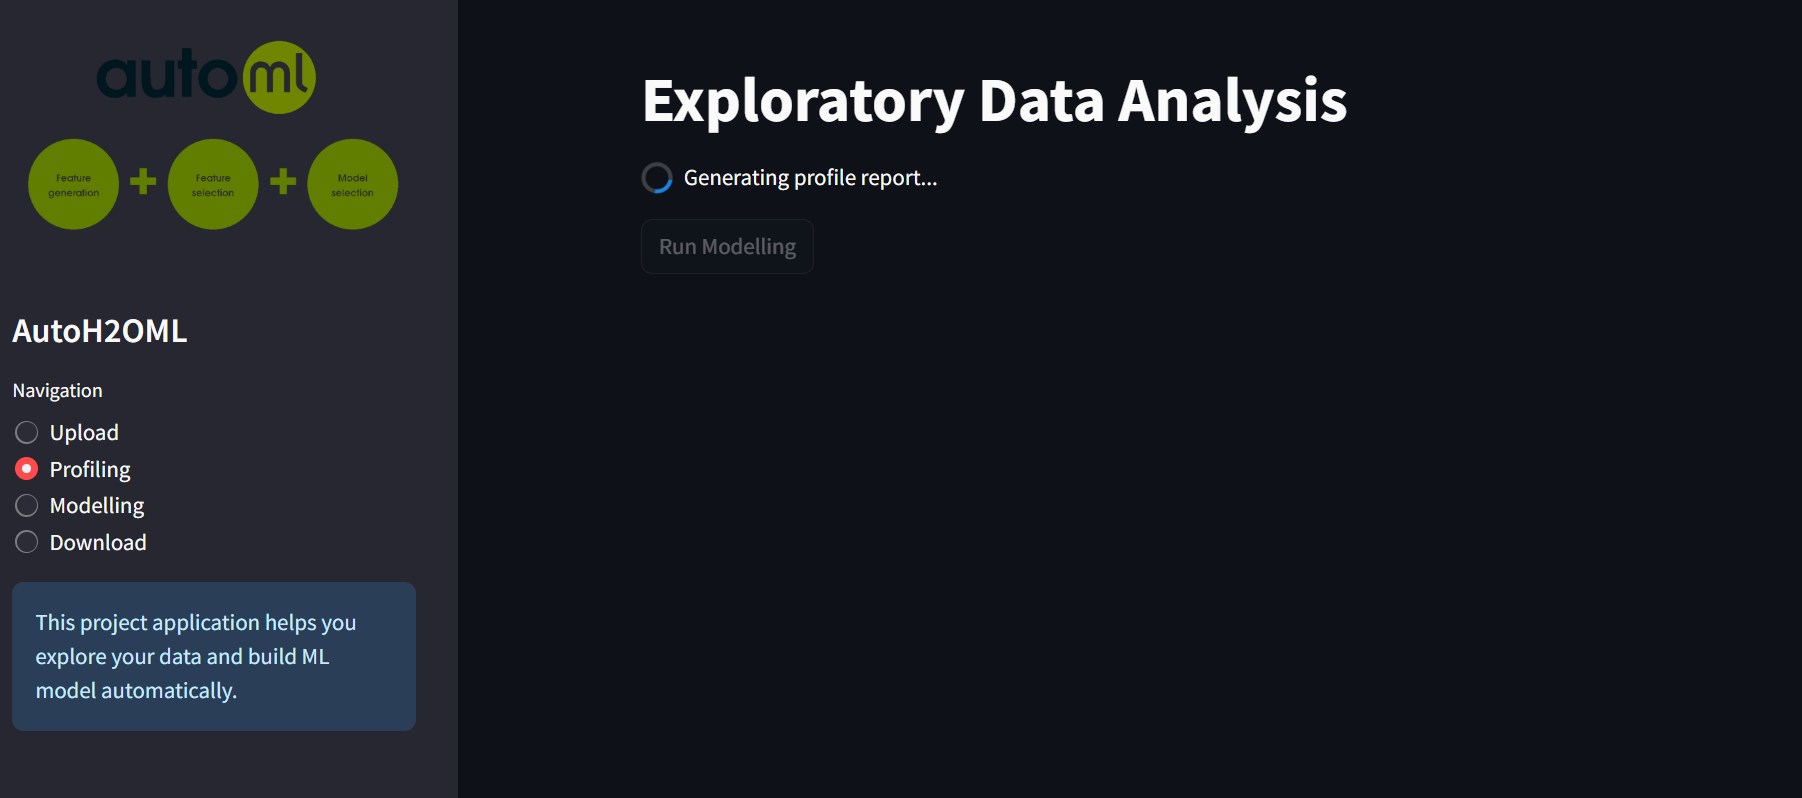 automl
Feature
generation
Feature
selection
Model
selection
AutoH2OML
Navigation
Upload
Profiling
Modelling
Download
This project application helps you
explore your data and build ML
model automatically.
Exploratory Data Analysis
Generating profile report...
Run Modelling